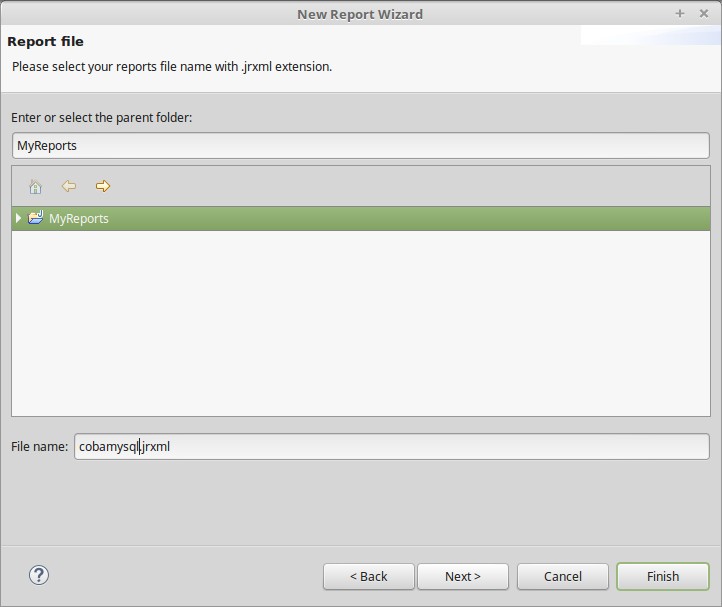 New Report Wizard
Report file
Please select your reports file name with .jrxml extension.
Enter or select the parent folder:
MyReports
MyReports
File name: cobamysql.jrxml
? < Back Next > Cancel Finish